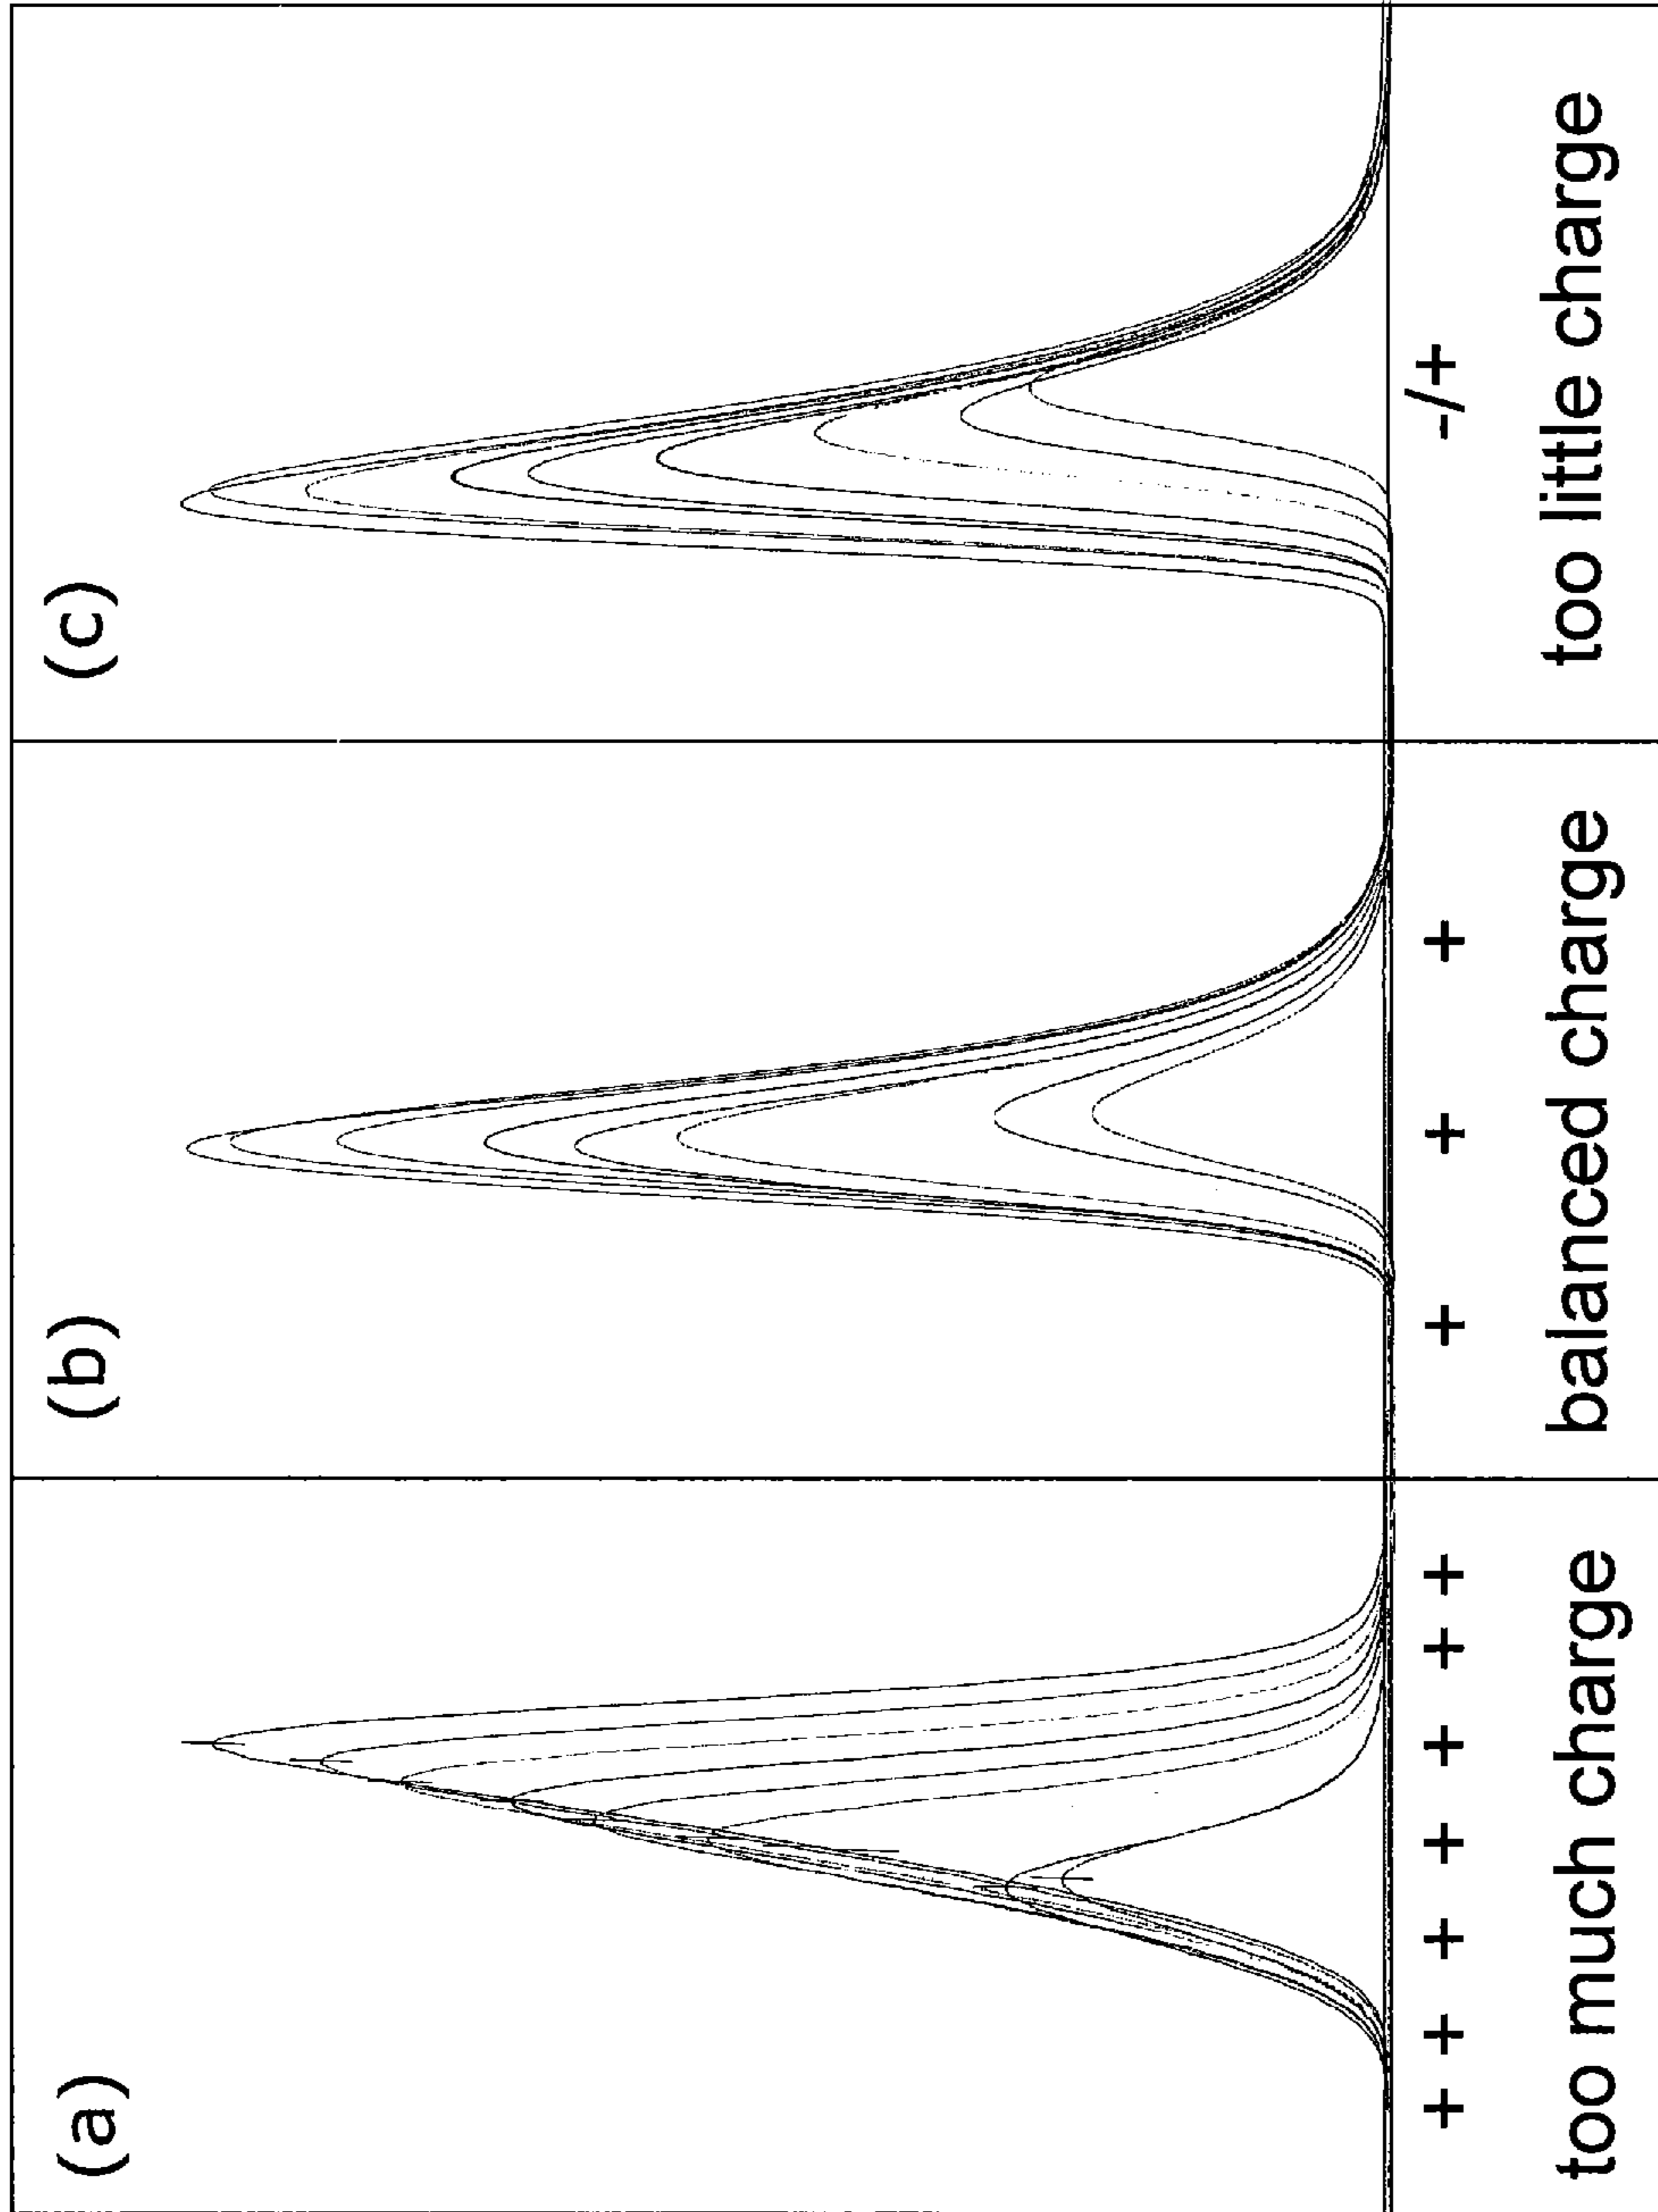 (a)
(b)
(c)
+ + + + + + +
+ + +
-/+
too much charge
balanced charge
too little charge